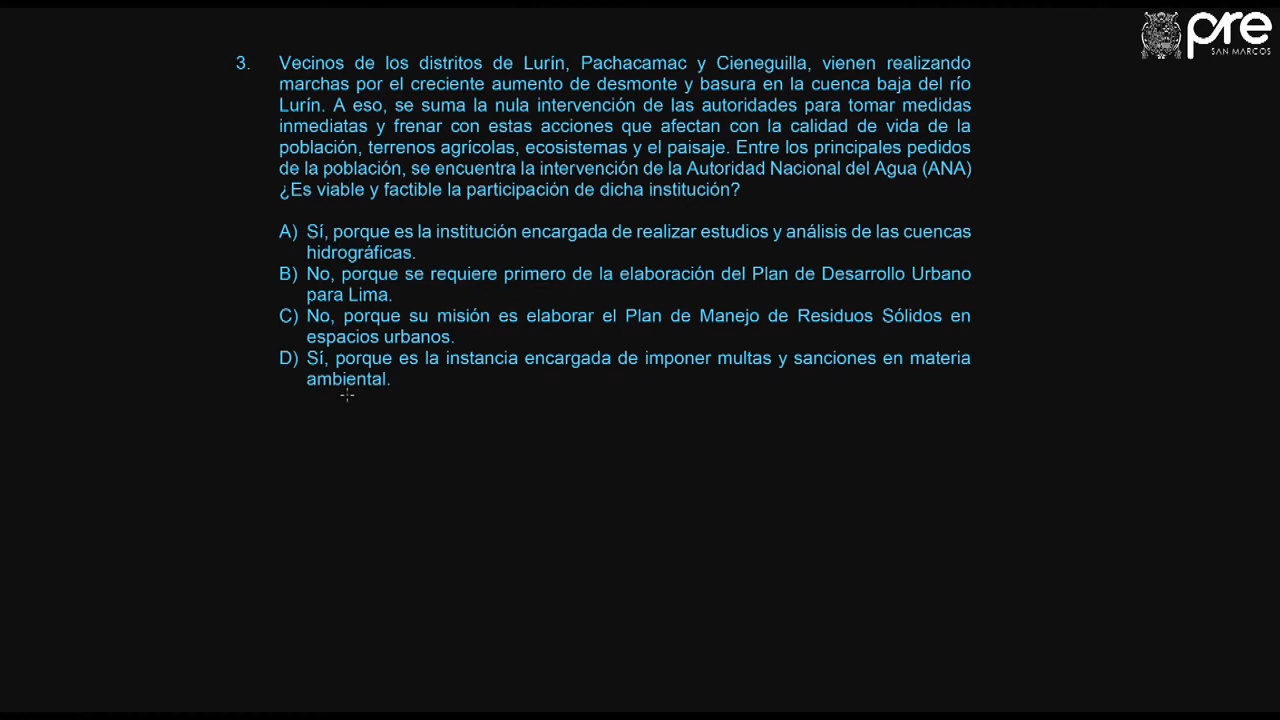 pre
SAN MARCOS
3. Vecinos de los distritos de Lurín, Pachacamac y Cieneguilla, vienen realizando
marchas por el creciente aumento de desmonte y basura en la cuenca baja del río
Lurín. A eso, se suma la nula intervención de las autoridades para tomar medidas
inmediatas y frenar con estas acciones que afectan con la calidad de vida de la
población, terrenos agrícolas, ecosistemas y el paisaje. Entre los principales pedidos
de la población, se encuentra la intervención de la Autoridad Nacional del Agua (ANA)
¿Es viable y factible la participación de dicha institución?
A) Sí, porque es la institución encargada de realizar estudios y análisis de las cuencas
hidrográficas.
B) No, porque se requiere primero de la elaboración del Plan de Desarrollo Urbano
para Lima.
C) No, porque su misión es elaborar el Plan de Manejo de Residuos Sólidos en
espacios urbanos.
D) Sí, porque es la instancia encargada de imponer multas y sanciones en materia
ambiental.